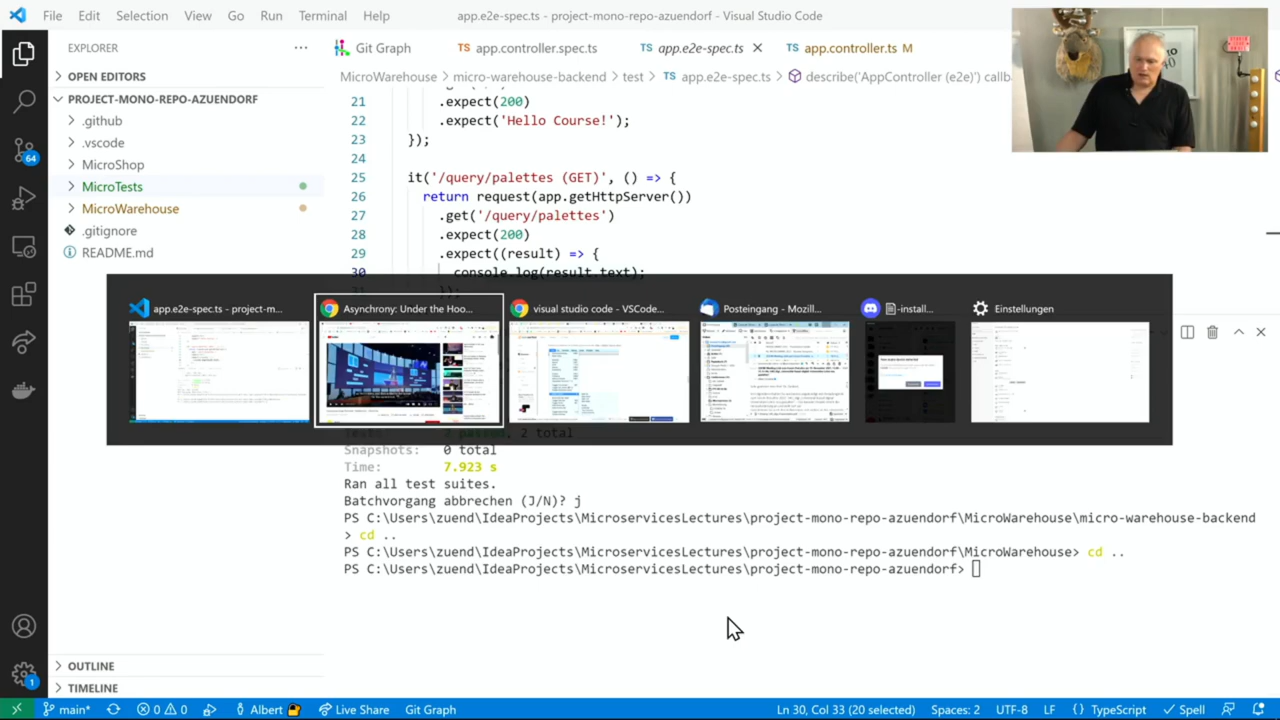 File Edit Selection View Go Run Terminal Help
app.e2e-spec.ts - project-mono-repo-azuendorf - Visual Studio Code
EXPLORER
OPEN EDITORS
PROJECT-MONO-REPO-AZUENDORF
.github
.vscode
MicroShop
MicroTests
MicroWarehouse
.gitignore
README.md
OUTLINE
TIMELINE
64
1
Git Graph
TS app.controller.spec.ts
TS app.e2e-spec.ts
TS app.controller.ts M
MicroWarehouse > micro-warehouse-backend > test > TS app.e2e-spec.ts > describe('AppController (e2e)') callb
21 .expect(200)
22 .expect('Hello Course!');
23 });
24
25 it('/query/palettes (GET)', () => {
26 return request(app.getHttpServer())
27 .get('/query/palettes')
28 .expect(200)
29 .expect((result) => {
30 console.log(result.text);
app.e2e-spec.ts - project-m...
Asynchrony: Under the Hoo...
visual studio code - VSCode...
Posteingang - Mozill...
-install...
Einstellungen
2 total
Snapshots: 0 total
Time: 7.923 s
Ran all test suites.
Batchvorgang abbrechen (J/N)? j
PS C:\Users\zuend\IdeaProjects\MicroservicesLectures\project-mono-repo-azuendorf\MicroWarehouse\micro-warehouse-backend
> cd ..
PS C:\Users\zuend\IdeaProjects\MicroservicesLectures\project-mono-repo-azuendorf\MicroWarehouse> cd ..
PS C:\Users\zuend\IdeaProjects\MicroservicesLectures\project-mono-repo-azuendorf>
main* 0 0 Albert Live Share Git Graph
Ln 30, Col 33 (20 selected) Spaces: 2 UTF-8 LF {} TypeScript Spell